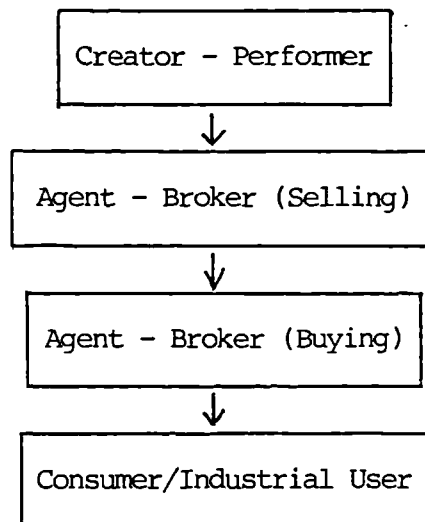 Creator - Performer
Agent - Broker (Selling)
Agent - Broker (Buying)
Consumer/Industrial User